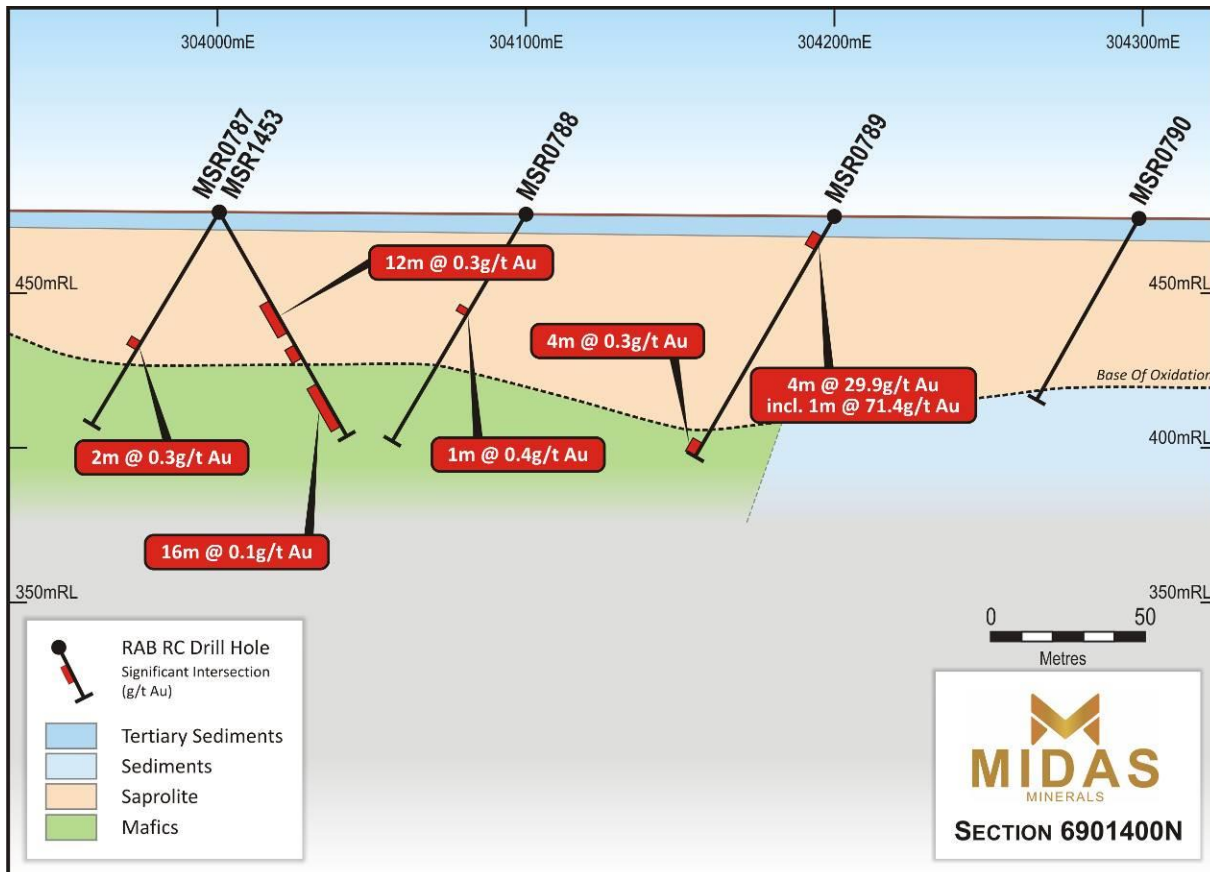 304000mE
304100mE
304200mE
304300mE
MSR0787
MSR1453
MSR0788
MSR0789
MSR0790
12m @ 0.3g/t Au
450mRL
450mRL
4m @ 0.3g/t Au
4m @ 29.9g/t Au
incl. 1m @ 71.4g/t Au
Base Of Oxidation
2m @ 0.3g/t Au
1m @ 0.4g/t Au
400mRL
16m @ 0.1g/t Au
350mRL
350mRL
0 50
Metres
RAB RC Drill Hole
Significant Intersection
(g/t Au)
Tertiary Sediments
Sediments
Saprolite
Mafics
MIDAS
MINERALS
SECTION 6901400N